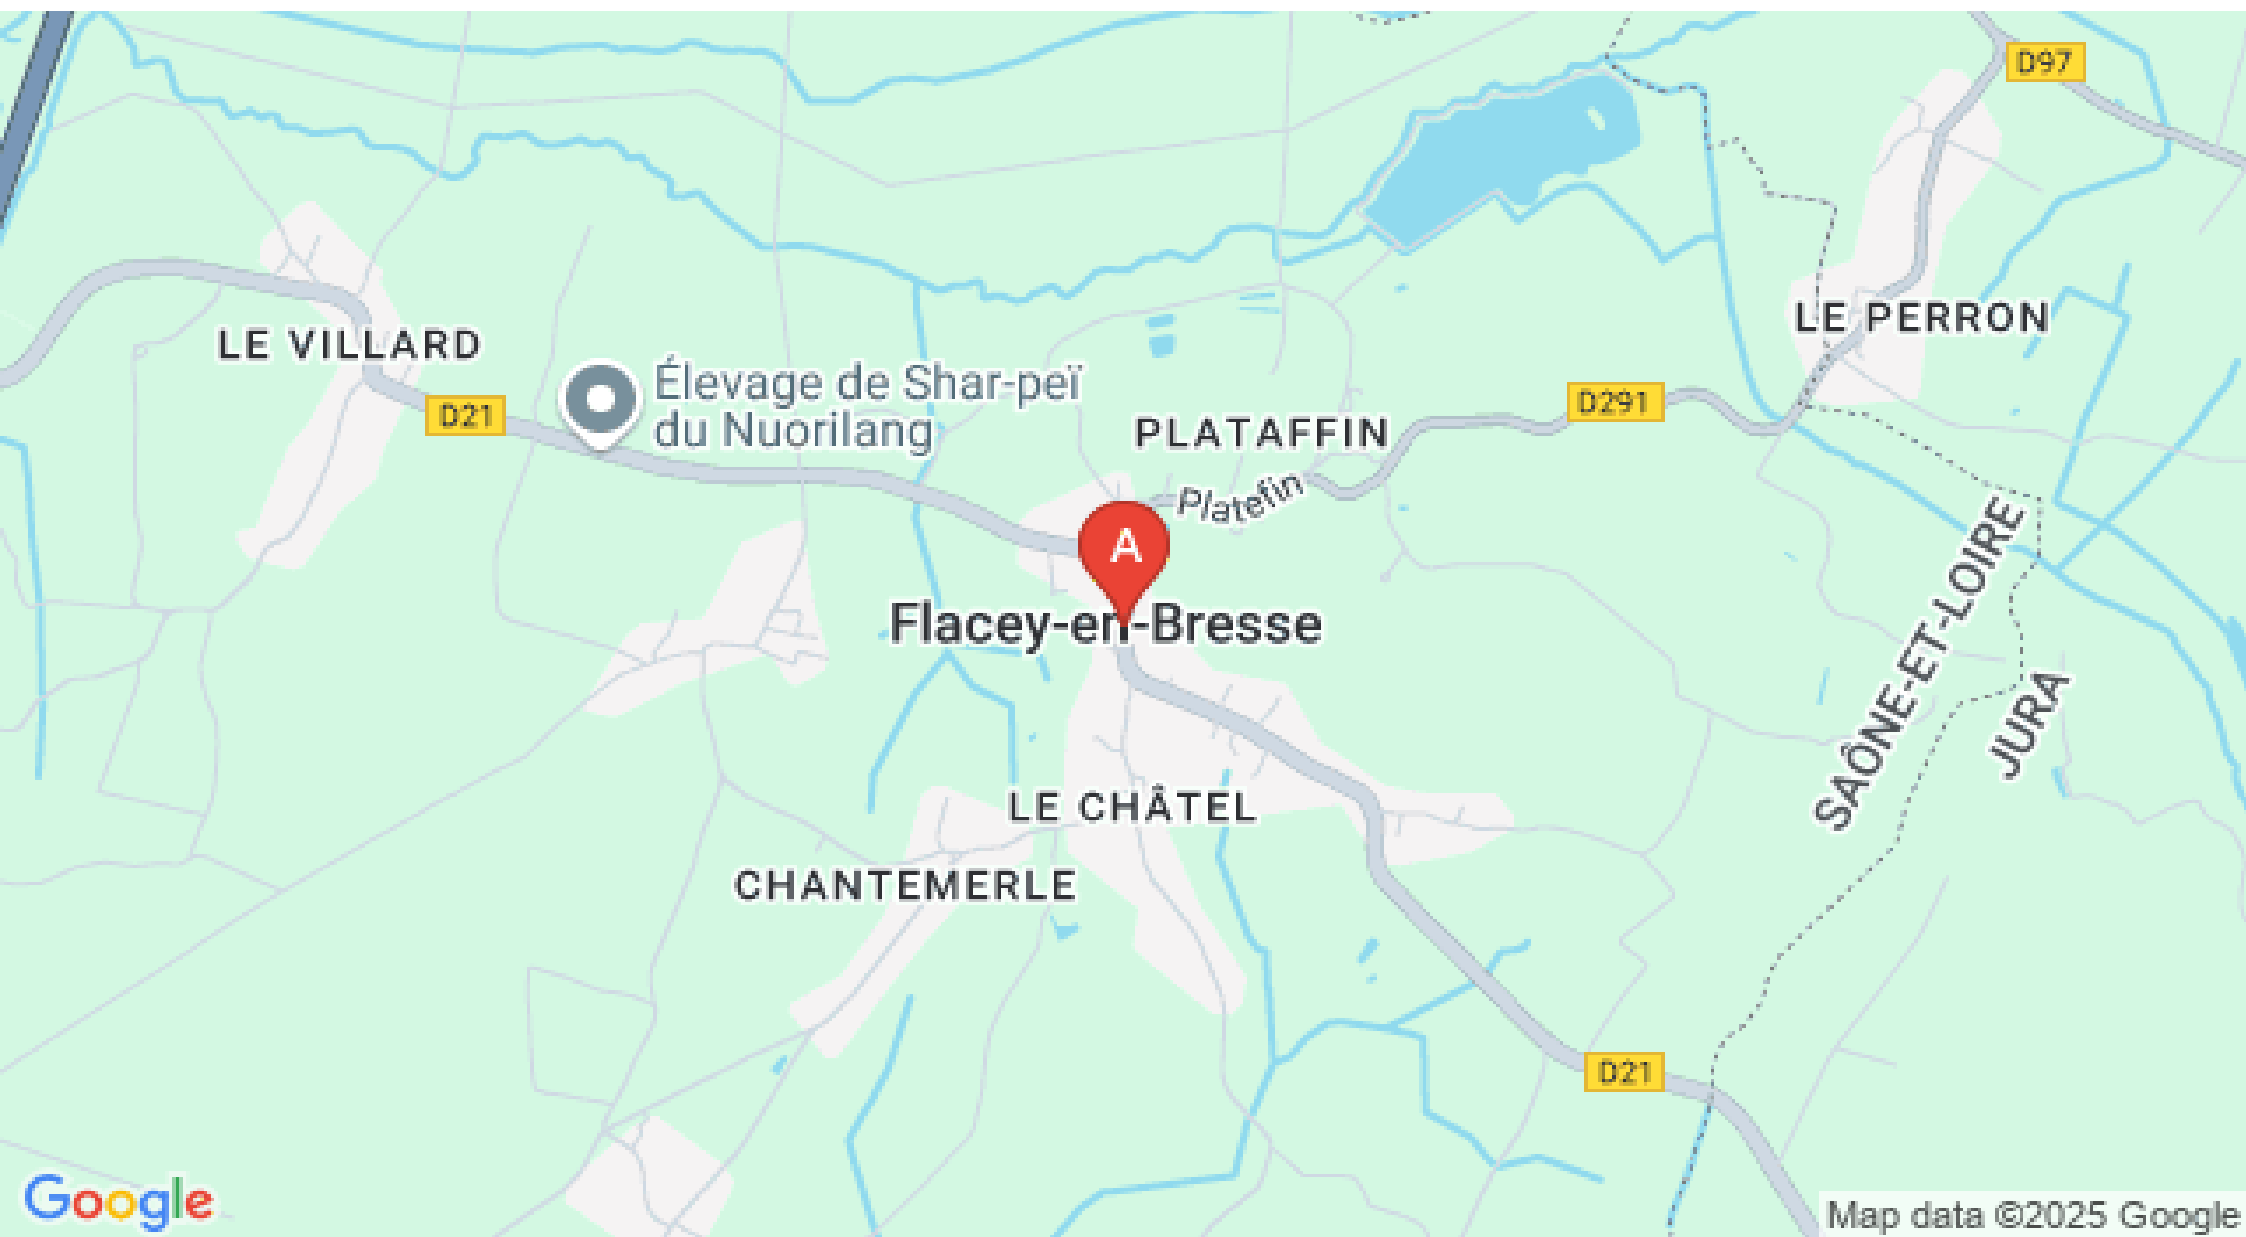 D97
LE PERRON
LE VILLARD
Élevage de Shar-peï
du Nuorilang
D21
D291
PLATAFFIN
Platefin
A
Flacey-en-Bresse
SAÔNE-ET-LOIRE
JURA
LE CHÂTEL
CHANTEMERLE
D21
Google
Map data ©2025 Google